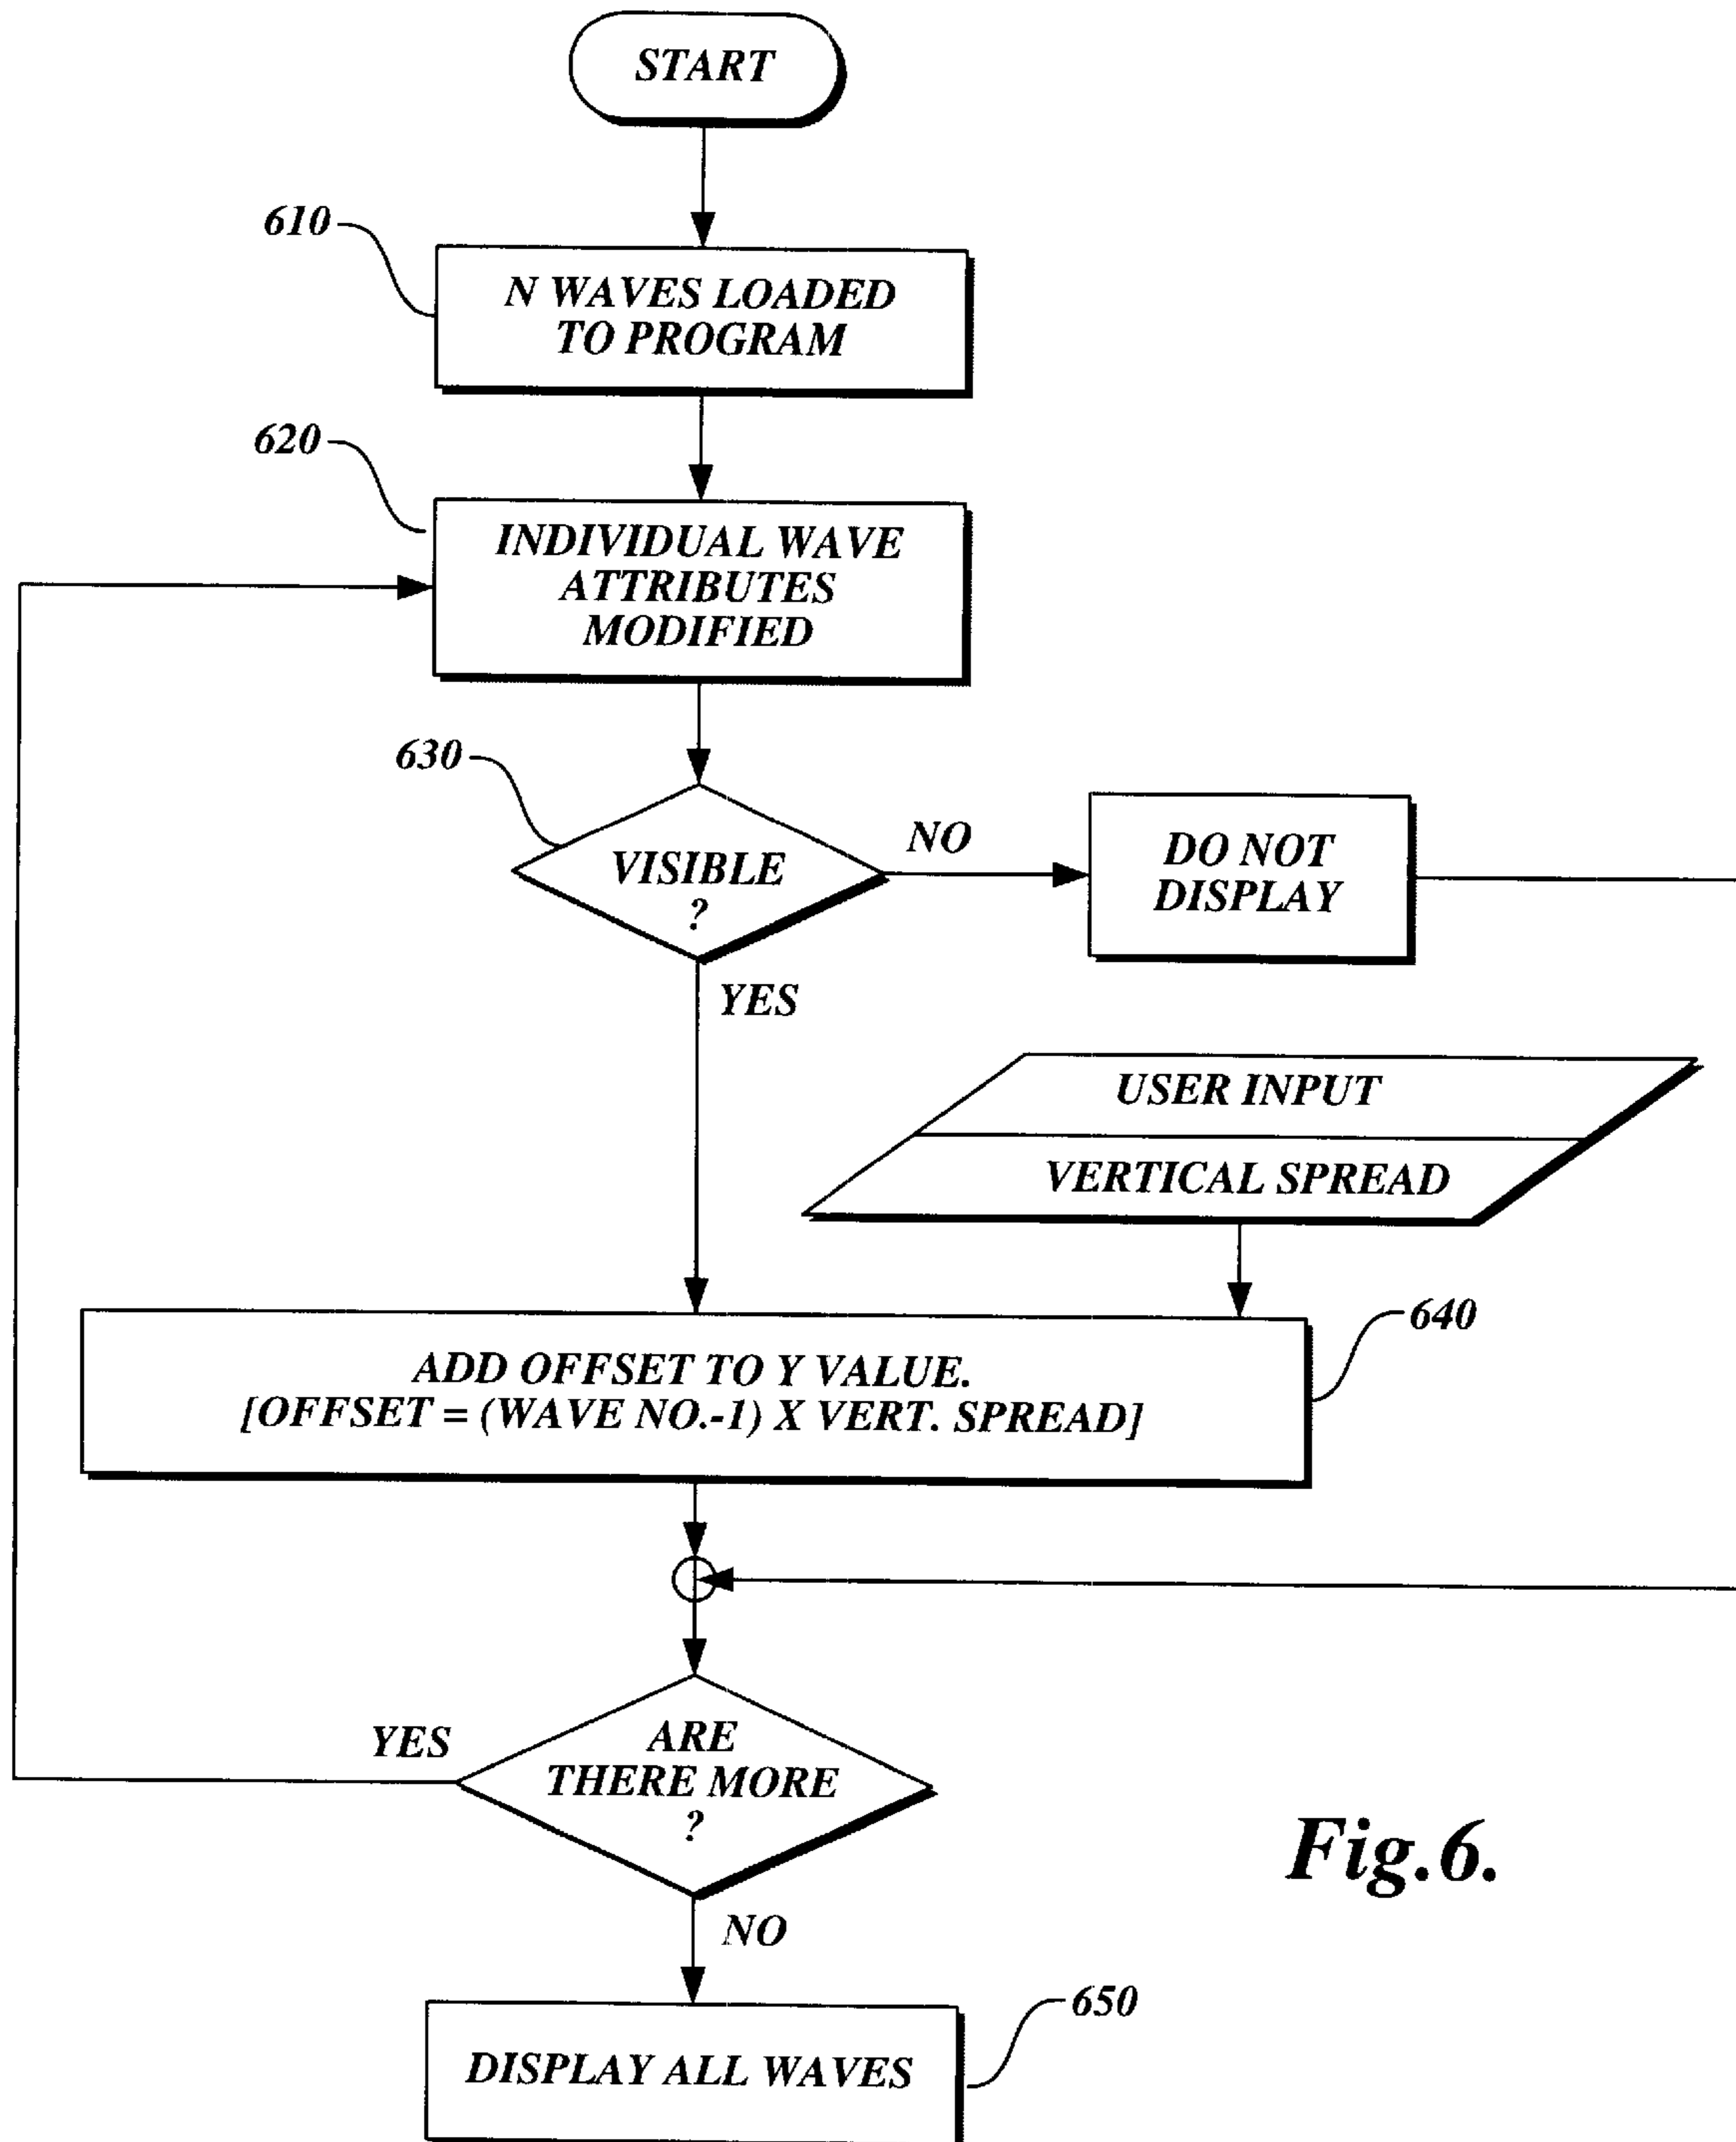 START
610
N WAVES LOADED
TO PROGRAM
620
INDIVIDUAL WAVE
ATTRIBUTES
MODIFIED
630
VISIBLE
?
NO
DO NOT
DISPLAY
YES
USER INPUT
VERTICAL SPREAD
640
ADD OFFSET TO Y VALUE.
[OFFSET = (WAVE NO.-1) X VERT. SPREAD]
YES
ARE
THERE MORE
?
NO
Fig.6.
650
DISPLAY ALL WAVES